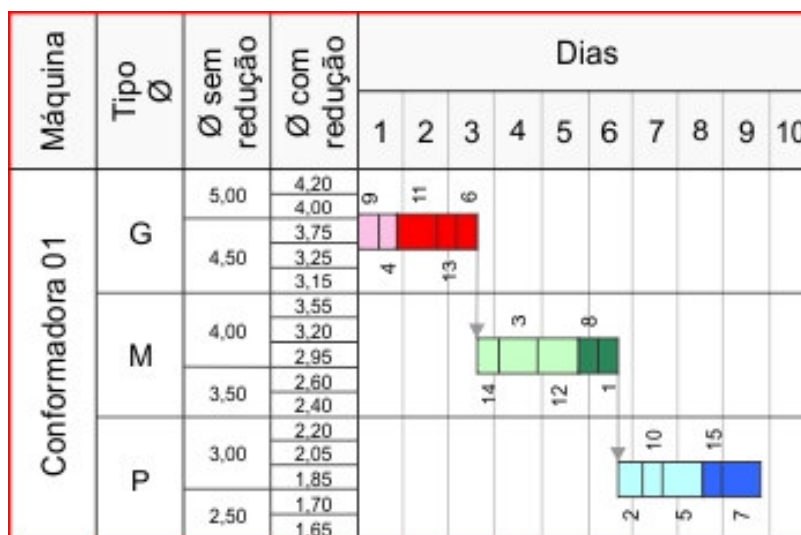 Máquina
Tipo Ø
Ø sem redução
Ø com redução
Dias
1 2 3 4 5 6 7 8 9 10
Conformadora 01
G
5,00
4,50
4,20
4,00
3,75
3,25
3,15
9 11 6
4 13
M
4,00
3,50
3,55
3,20
2,95
2,60
2,40
3 8
14 12 1
P
3,00
2,50
2,20
2,05
1,85
1,70
1,65
10 15
2 5 7